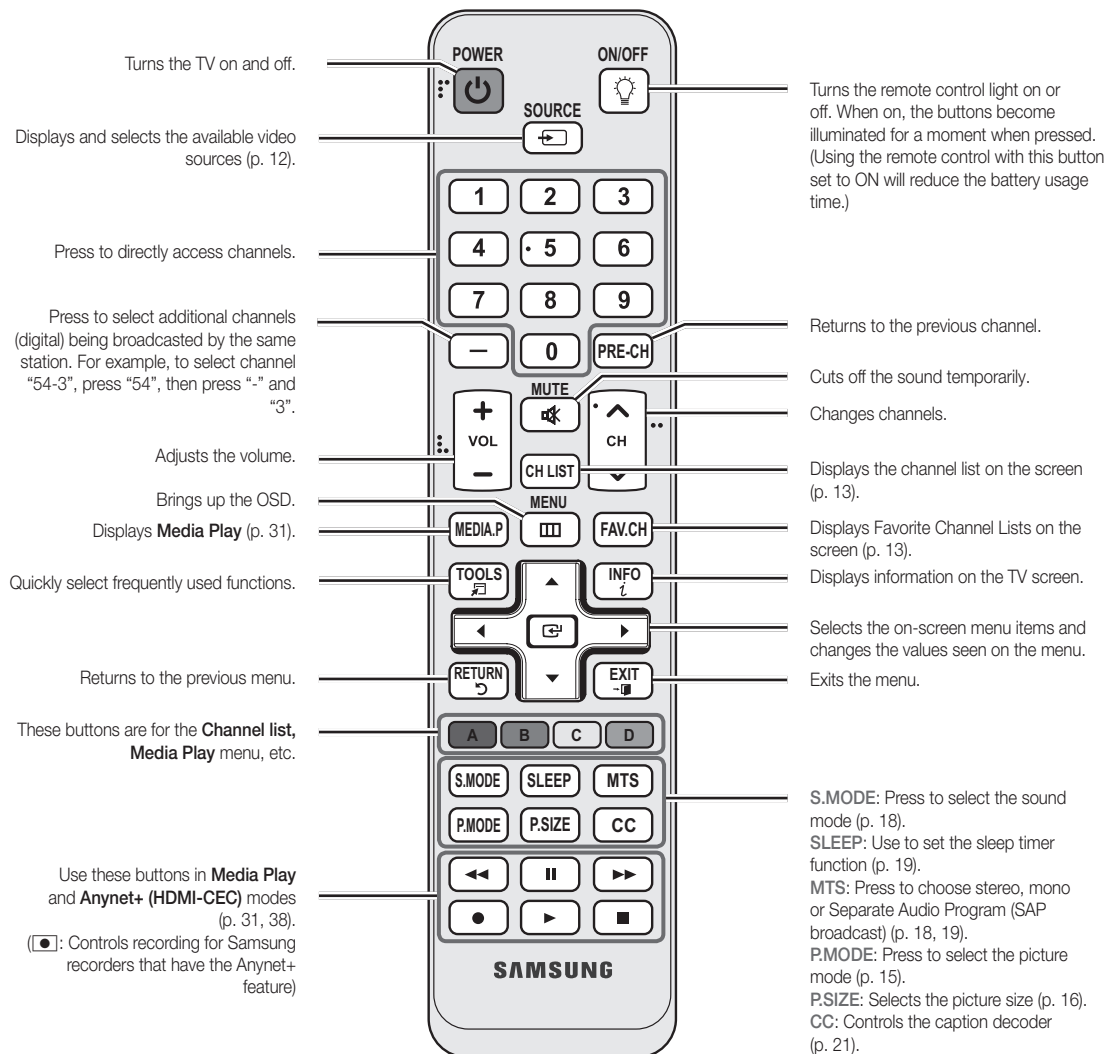 POWER
ON/OFF
Turns the TV on and off.
Turns the remote control light on or
off. When on, the buttons become
illuminated for a moment when pressed.
(Using the remote control with this button
set to ON will reduce the battery usage
time.)
SOURCE
Displays and selects the available video
sources (p. 12).
1 2 3
4 5 6
7 8 9
Press to directly access channels.
Press to select additional channels
(digital) being broadcasted by the same
station. For example, to select channel
“54-3”, press “54”, then press “-” and
“3”.
— 0 PRE-CH
Returns to the previous channel.
MUTE
Cuts off the sound temporarily.
+
VOL
−
CH
Changes channels.
Adjusts the volume.
CH LIST
Displays the channel list on the screen
(p. 13).
Brings up the OSD.
MENU
Displays Media Play (p. 31).
MEDIA.P
FAV.CH
Displays Favorite Channel Lists on the
screen (p. 13).
Quickly select frequently used functions.
TOOLS
INFO
i
Displays information on the TV screen.
Selects the on-screen menu items and
changes the values seen on the menu.
Returns to the previous menu.
RETURN
EXIT
Exits the menu.
These buttons are for the Channel list,
Media Play menu, etc.
A B C D
S.MODE SLEEP MTS
P.MODE P.SIZE CC
S.MODE: Press to select the sound
mode (p. 18).
SLEEP: Use to set the sleep timer
function (p. 19).
MTS: Press to choose stereo, mono
or Separate Audio Program (SAP
broadcast) (p. 18, 19).
P.MODE: Press to select the picture
mode (p. 15).
P.SIZE: Selects the picture size (p. 16).
CC: Controls the caption decoder
(p. 21).
Use these buttons in Media Play
and Anynet+ (HDMI-CEC) modes
(p. 31, 38).
(: Controls recording for Samsung
recorders that have the Anynet+
feature)
SAMSUNG